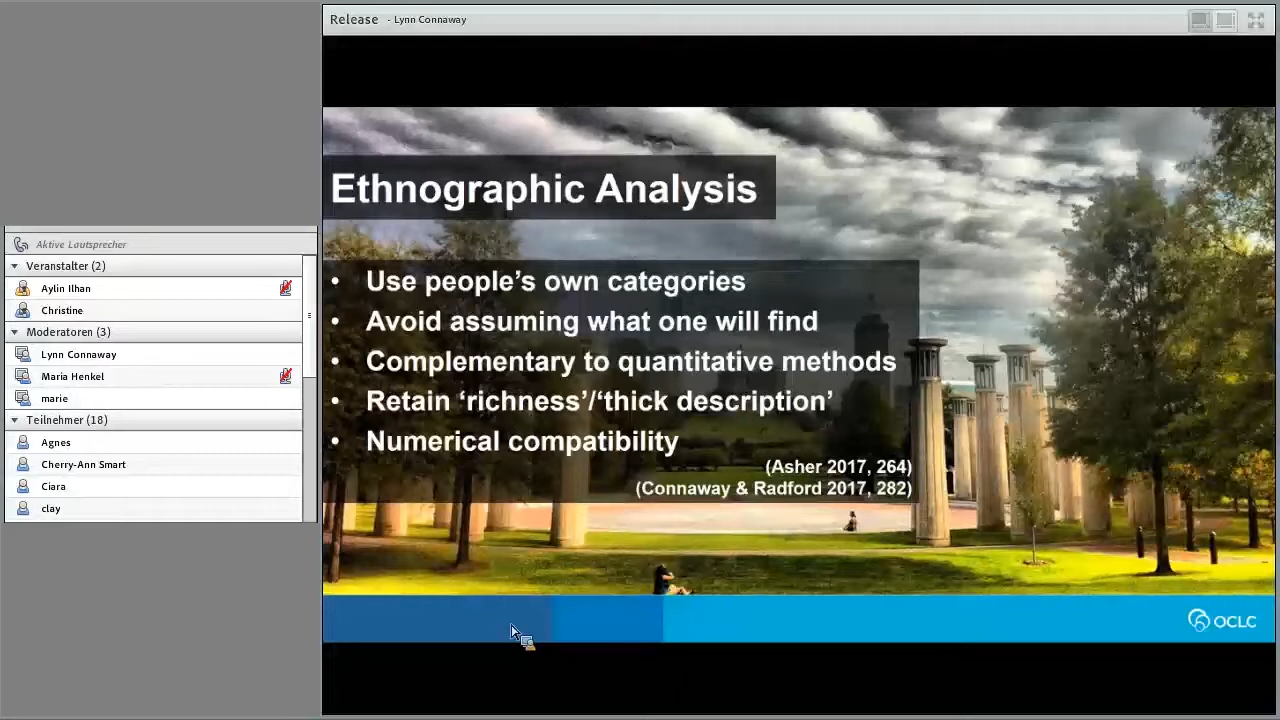 Release - Lynn Connaway
Aktive Lautsprecher
Veranstalter (2)
Aylin Ilhan
Christine
Moderatoren (3)
Lynn Connaway
Maria Henkel
marie
Teilnehmer (18)
Agnes
Cherry-Ann Smart
Ciara
clay
Ethnographic Analysis
• Use people’s own categories
• Avoid assuming what one will find
• Complementary to quantitative methods
• Retain ‘richness’/‘thick description’
• Numerical compatibility
(Asher 2017, 264)
(Connaway & Radford 2017, 282)
OCLC